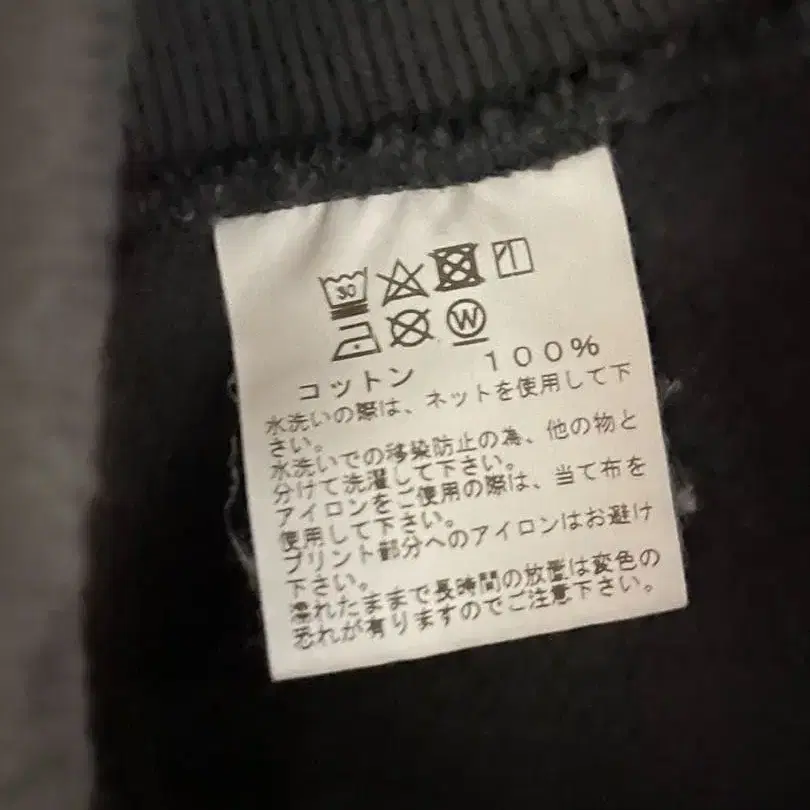 30
W
コットン 100%
水洗いの際は、ネットを使用して下
さい。
水洗いでの移染防止の為、他の物と
分けて洗濯して下さい。
アイロンをご使用の際は、当て布を
使用して下さい。
プリント部分へのアイロンはお避け
下さい。
濡れたままで長時間の放置は変色の
恐れが有りますのでご注意下さい。